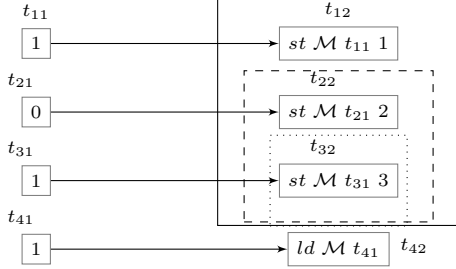 t₁₁ t₁₂
1 st ℳ t₁₁ 1
t₂₁ t₂₂
0 st ℳ t₂₁ 2
t₃₁ t₃₂
1 st ℳ t₃₁ 3
t₄₁
1 ld ℳ t₄₁ t₄₂